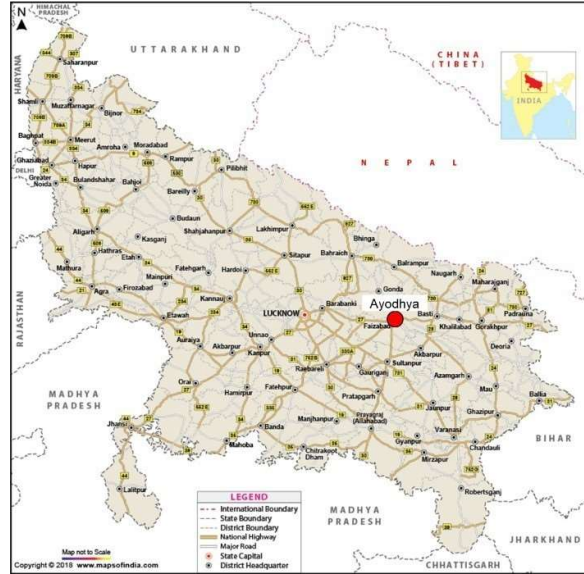 N
HIMACHAL PRADESH
UTTARAKHAND
CHINA (TIBET)
INDIA
HARYANA
Saharanpur
Shamli
Muzaffarnagar
Bijnor
NEPAL
Baghpat
Meerut
Amroha
Moradabad
Rampur
Pilibhit
Ghaziabad
Hapur
DELHI
Greater Noida
Bulandshahar
Bahjoi
Bareilly
Budaun
Shahjahanpur
Lakhimpur
Bhinga
Aligarh
Kasganj
Sitapur
Bahraich
Balrampur
Hathras
Etah
Naugarh
Mathura
Mainpuri
Fatehgarh
Hardoi
Maharajganj
Agra
Firozabad
Kannauj
Gonda
Padrauna
RAJASTHAN
LUCKNOW
Barabanki
Ayodhya
Etawah
Faizabad
Basti
Khalilabad
Gorakhpur
Auraiya
Unnao
Deoria
Akbarpur
Kanpur
Raebareli
Sultanpur
Akbarpur
Gauriganj
Azamgarh
Orai
Hamirpur
Fatehpur
Pratapgarh
Mau
Ballia
MADHYA PRADESH
Jaunpur
Ghazipur
Jhansi
Banda
Manjhanpur
Prayagraj (Allahabad)
Varanasi
BIHAR
Mahoba
Chitrakoot Dham
Gyanpur
Chandauli
Mirzapur
Lalitpur
Robertsganj
MADHYA PRADESH
JHARKHAND
CHHATTISGARH
LEGEND
International Boundary
State Boundary
District Boundary
National Highway
Major Road
State Capital
District Headquarter
Map not to Scale
Copyright © 2018 www.mapsofindia.com